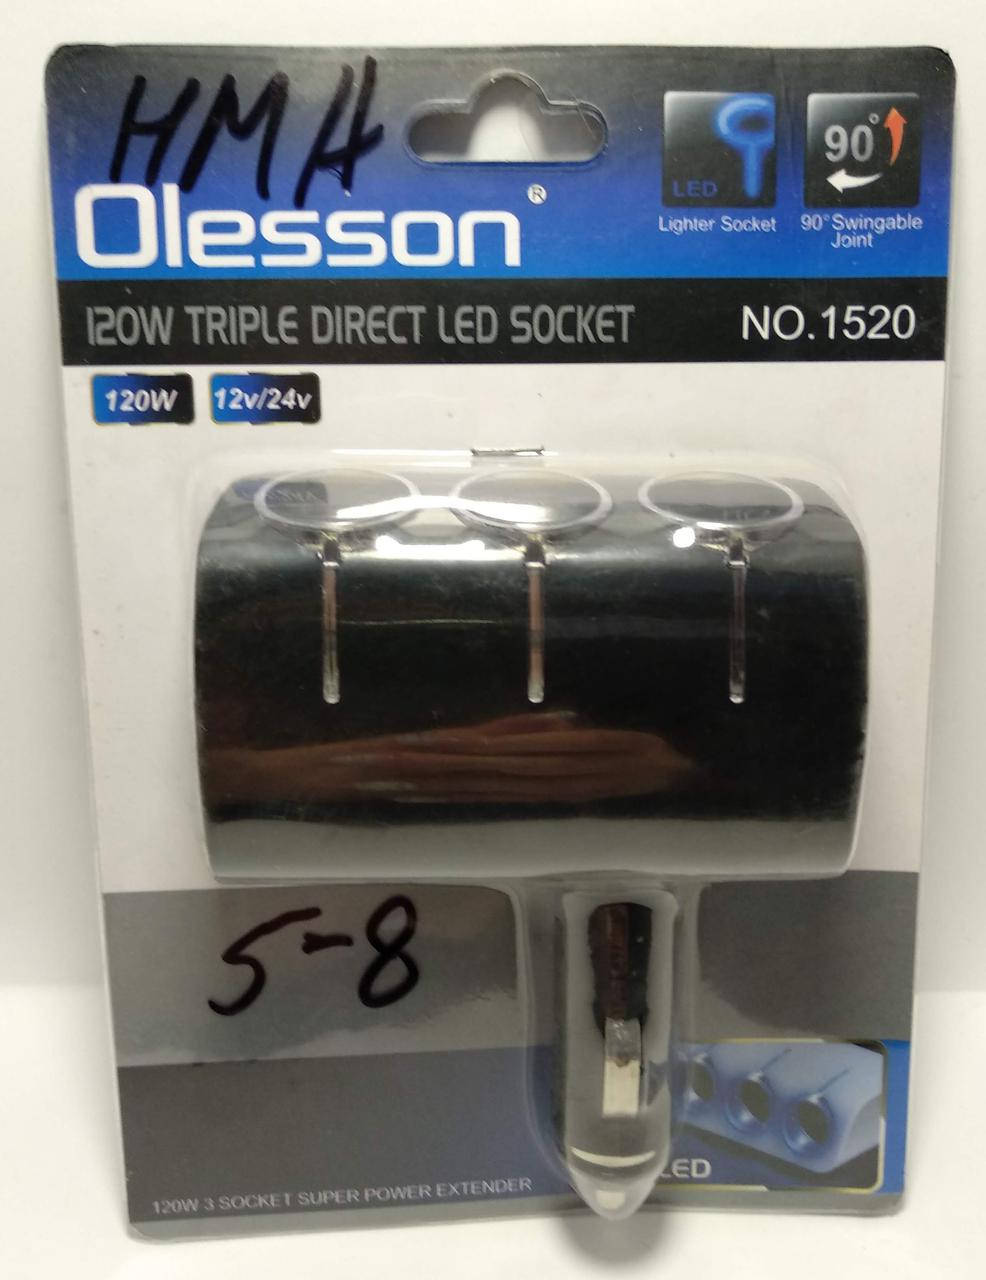 HMA
Olesson®
LED
Lighter Socket
90°
90° Swingable
Joint
120W TRIPLE DIRECT LED SOCKET
NO.1520
120W
12v/24v
5-8
LED
120W 3 SOCKET SUPER POWER EXTENDER